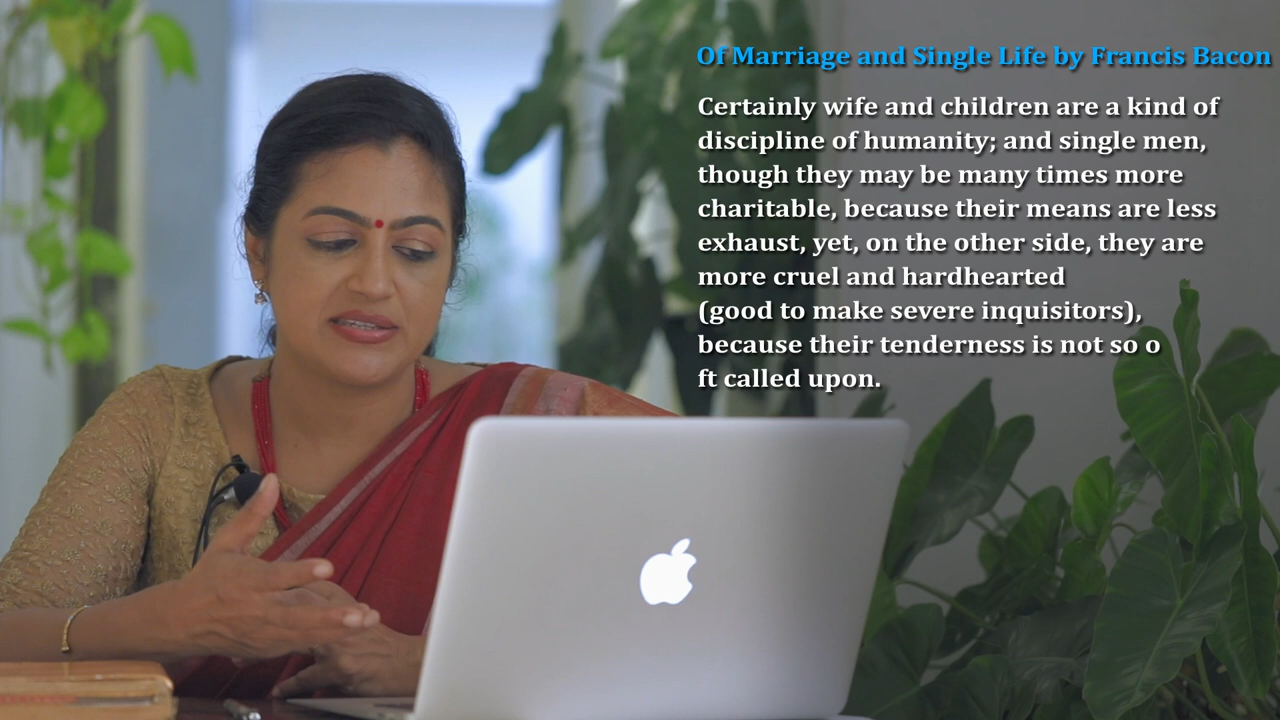 Of Marriage and Single Life by Francis Bacon
Certainly wife and children are a kind of
discipline of humanity; and single men,
though they may be many times more
charitable, because their means are less
exhaust, yet, on the other side, they are
more cruel and hardhearted
(good to make severe inquisitors),
because their tenderness is not so o
ft called upon.